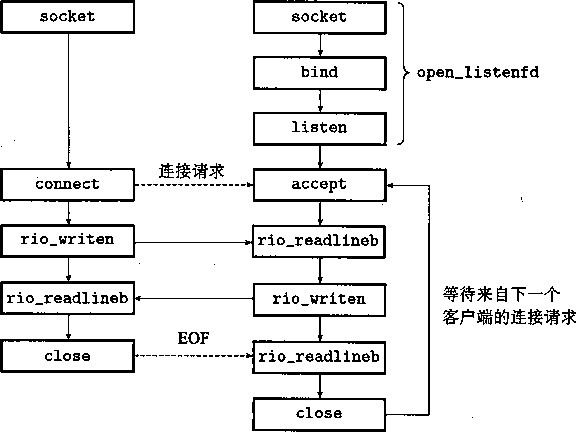 socket
socket
bind
open_listenfd
listen
连接请求
connect
accept
rio_writen
rio_readlineb
rio_readlineb
rio_writen
等待来自下一个
客户端的连接请求
EOF
close
rio_readlineb
close